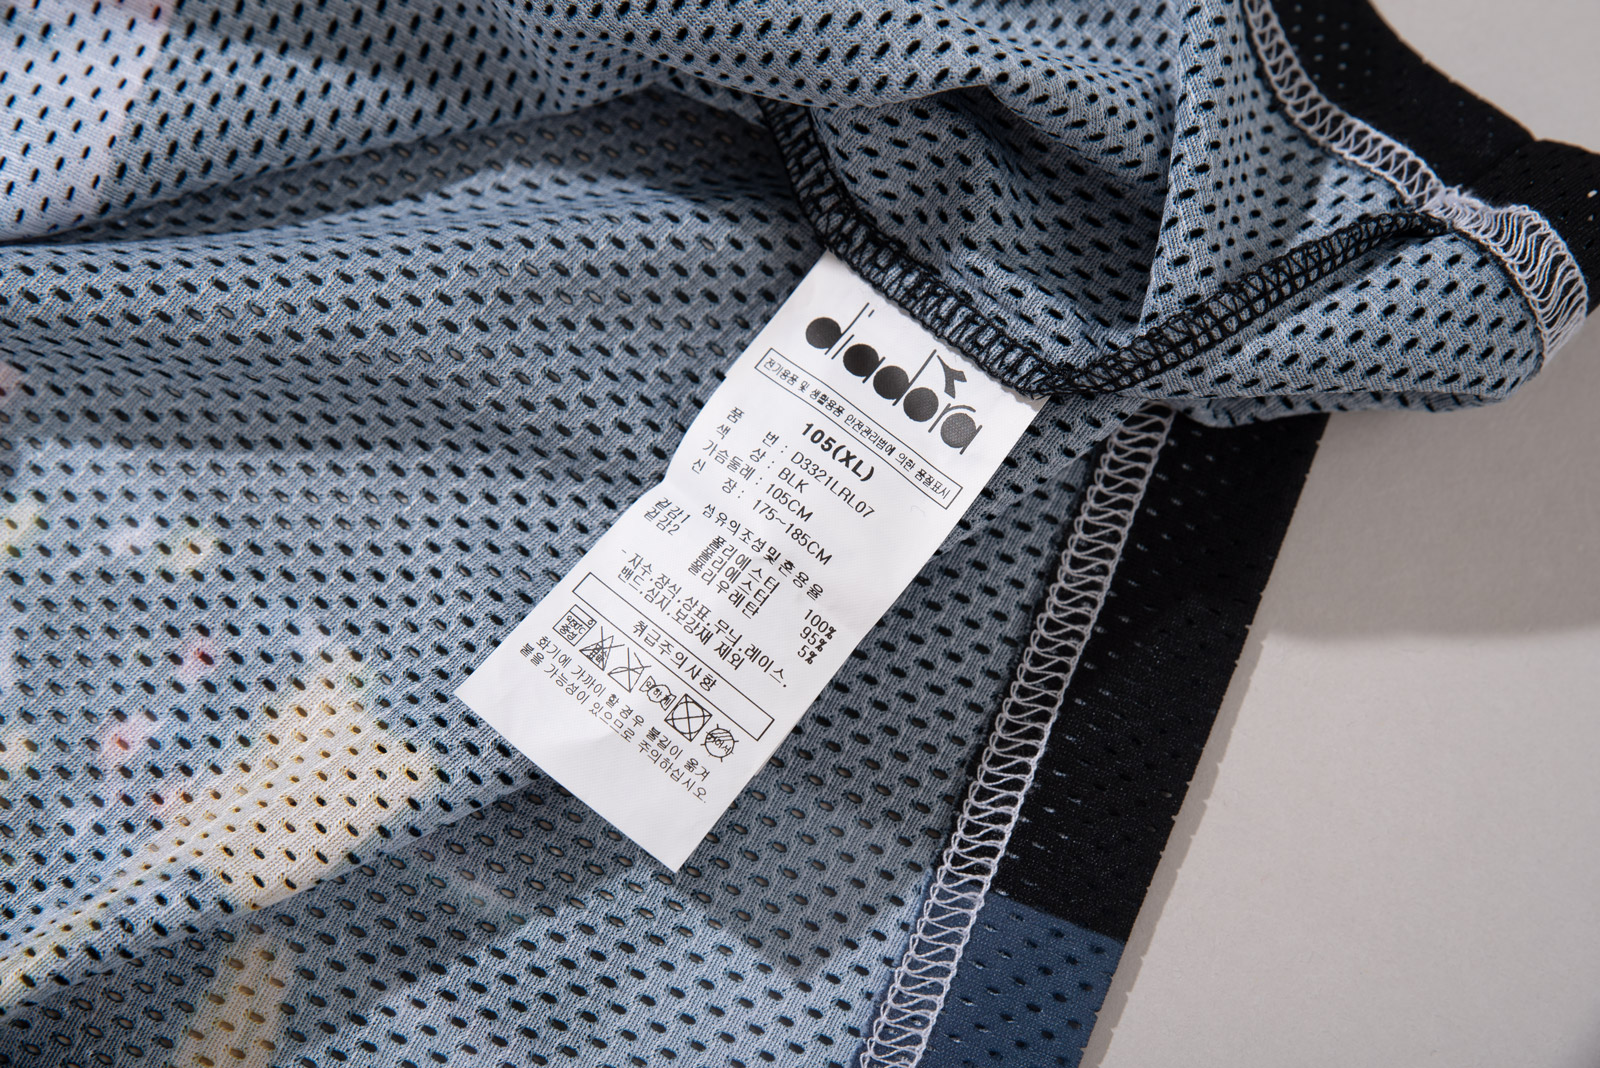 diadora
전기용품 및 생활용품 안전관리법에 의한 품질표시
105(XL)
품 번 : D3321LRL07
색 상 : BLK
가슴둘레 : 105CM
신 장 : 175~185CM
섬유의조성및혼용율
겉감1 폴리에스터 100%
겉감2 폴리에스터 95%
폴리우레탄 5%
-자수.장식.상표.무늬.레이스.
밴드.심지.보강재 제외
취급주의사항
화기에 가까이 할 경우 불길이 옮겨
붙을 가능성이 있으므로 주의하십시오.